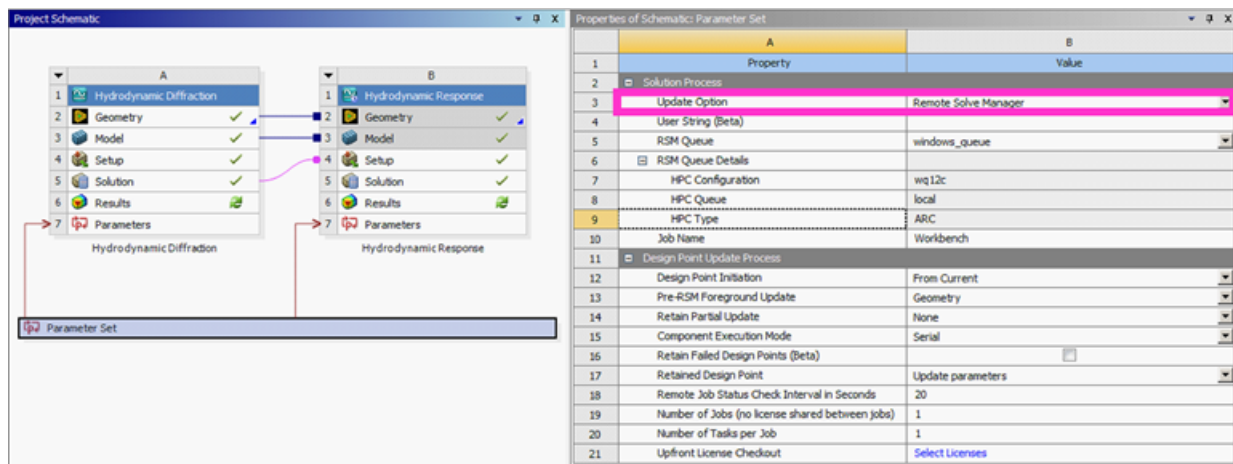 Project Schematic
A
1 Hydrodynamic Diffraction
2 Geometry
3 Model
4 Setup
5 Solution
6 Results
7 Parameters
Hydrodynamic Diffraction
B
1 Hydrodynamic Response
2 Geometry
3 Model
4 Setup
5 Solution
6 Results
7 Parameters
Hydrodynamic Response
Parameter Set
Properties of Schematic: Parameter Set
A B
1 Property Value
2 Solution Process
3 Update Option Remote Solve Manager
4 User String (Beta)
5 RSM Queue windows_queue
6 RSM Queue Details
7 HPC Configuration wq12c
8 HPC Queue local
9 HPC Type ARC
10 Job Name Workbench
11 Design Point Update Process
12 Design Point Initiation From Current
13 Pre-RSM Foreground Update Geometry
14 Retain Partial Update None
15 Component Execution Mode Serial
16 Retain Failed Design Points (Beta)
17 Retained Design Point Update parameters
18 Remote Job Status Check Interval in Seconds 20
19 Number of Jobs (no license shared between jobs) 1
20 Number of Tasks per Job 1
21 Upfront License Checkout Select Licenses